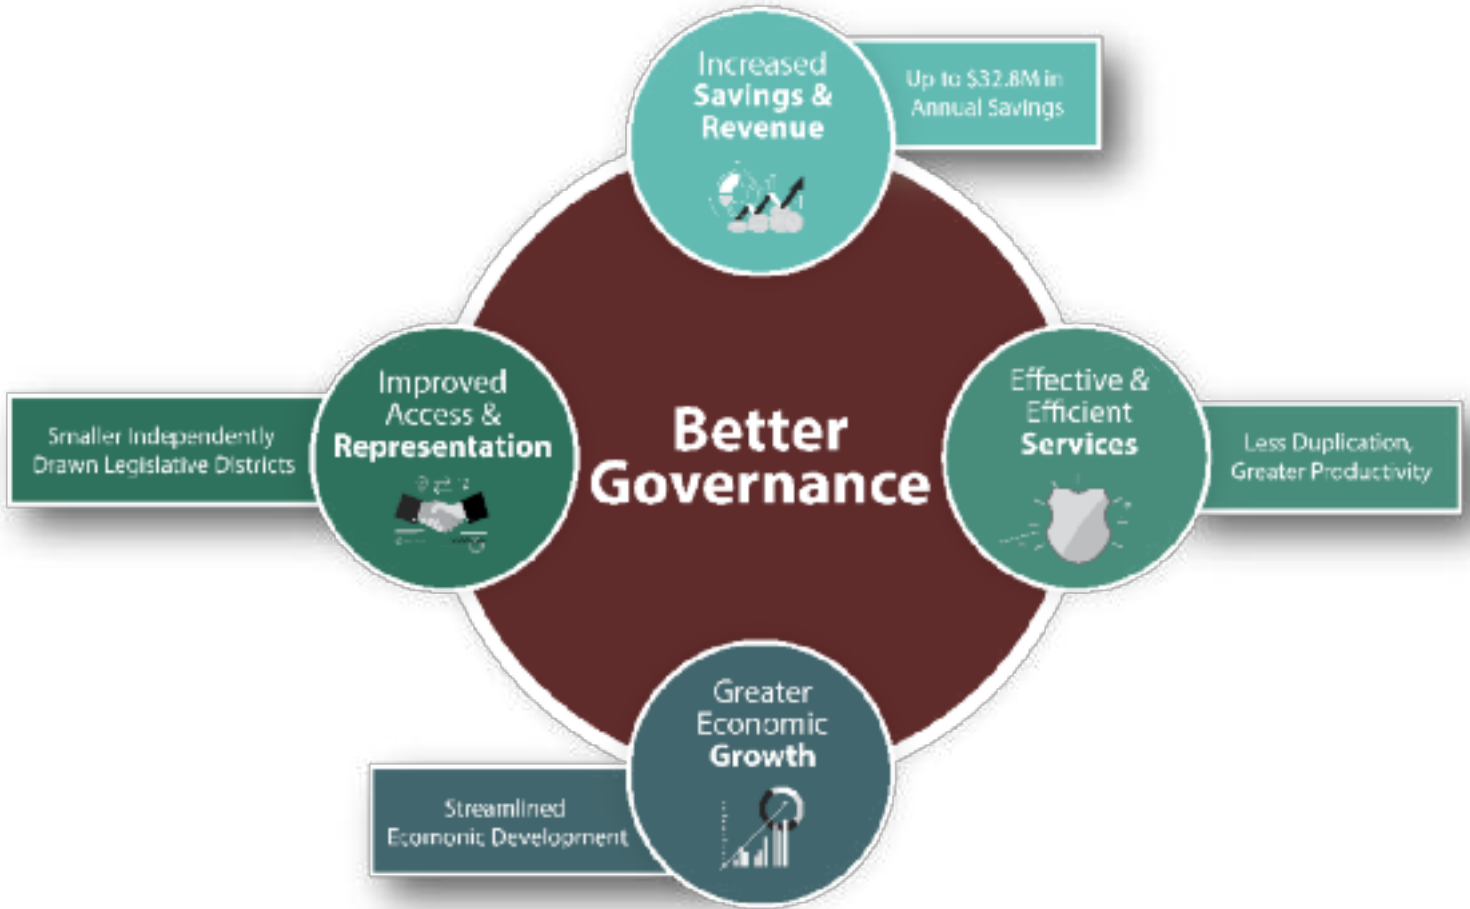 Increased
Savings &
Revenue
Up to $32.8M in
Annual Savings
Improved
Access &
Representation
Smaller Independently
Drawn Legislative Districts
Better
Governance
Effective &
Efficient
Services
Less Duplication,
Greater Productivity
Greater
Economic
Growth
Streamlined
Ecomonic Development